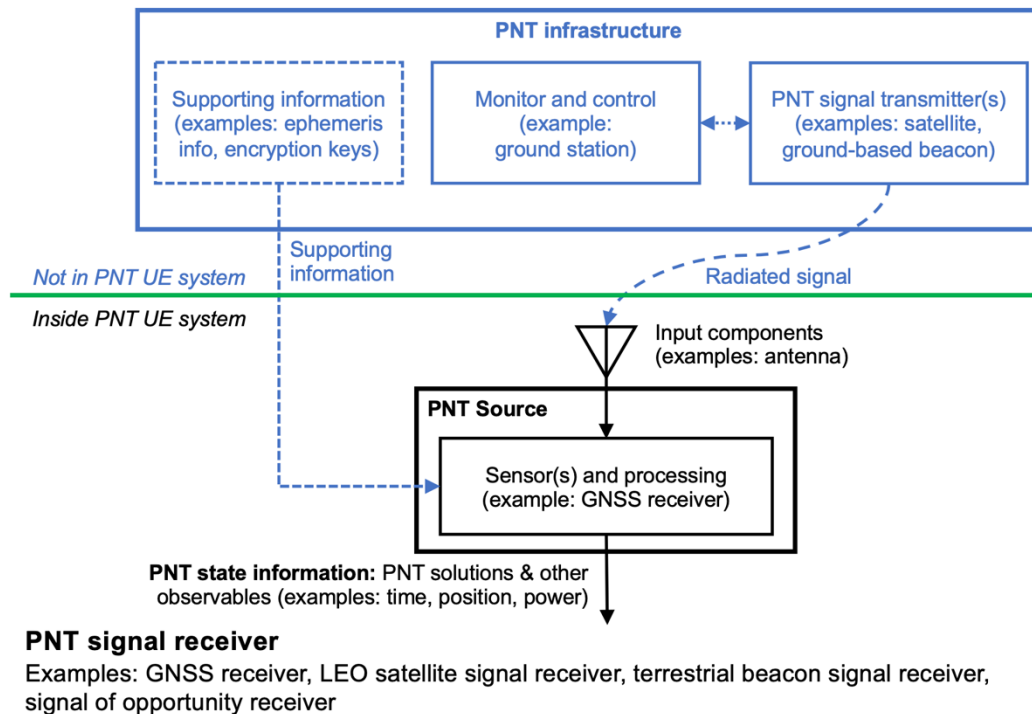 PNT infrastructure
Supporting information
(examples: ephemeris
info, encryption keys)
Monitor and control
(example:
ground station)
PNT signal transmitter(s)
(examples: satellite,
ground-based beacon)
Supporting
information
Radiated signal
Not in PNT UE system
Inside PNT UE system
Input components
(examples: antenna)
PNT Source
Sensor(s) and processing
(example: GNSS receiver)
PNT state information: PNT solutions & other
observables (examples: time, position, power)
PNT signal receiver
Examples: GNSS receiver, LEO satellite signal receiver, terrestrial beacon signal receiver,
signal of opportunity receiver